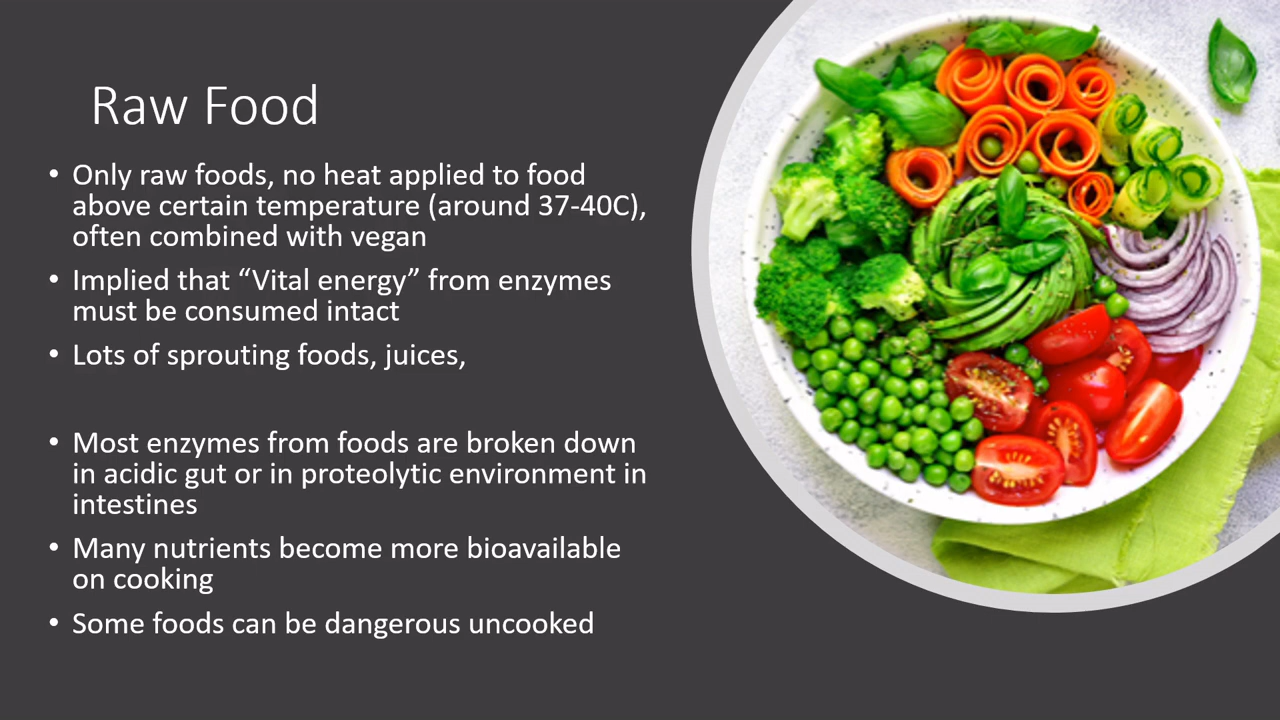 Raw Food
• Only raw foods, no heat applied to food
above certain temperature (around 37-40C),
often combined with vegan
• Implied that “Vital energy” from enzymes
must be consumed intact
• Lots of sprouting foods, juices,
• Most enzymes from foods are broken down
in acidic gut or in proteolytic environment in
intestines
• Many nutrients become more bioavailable
on cooking
• Some foods can be dangerous uncooked